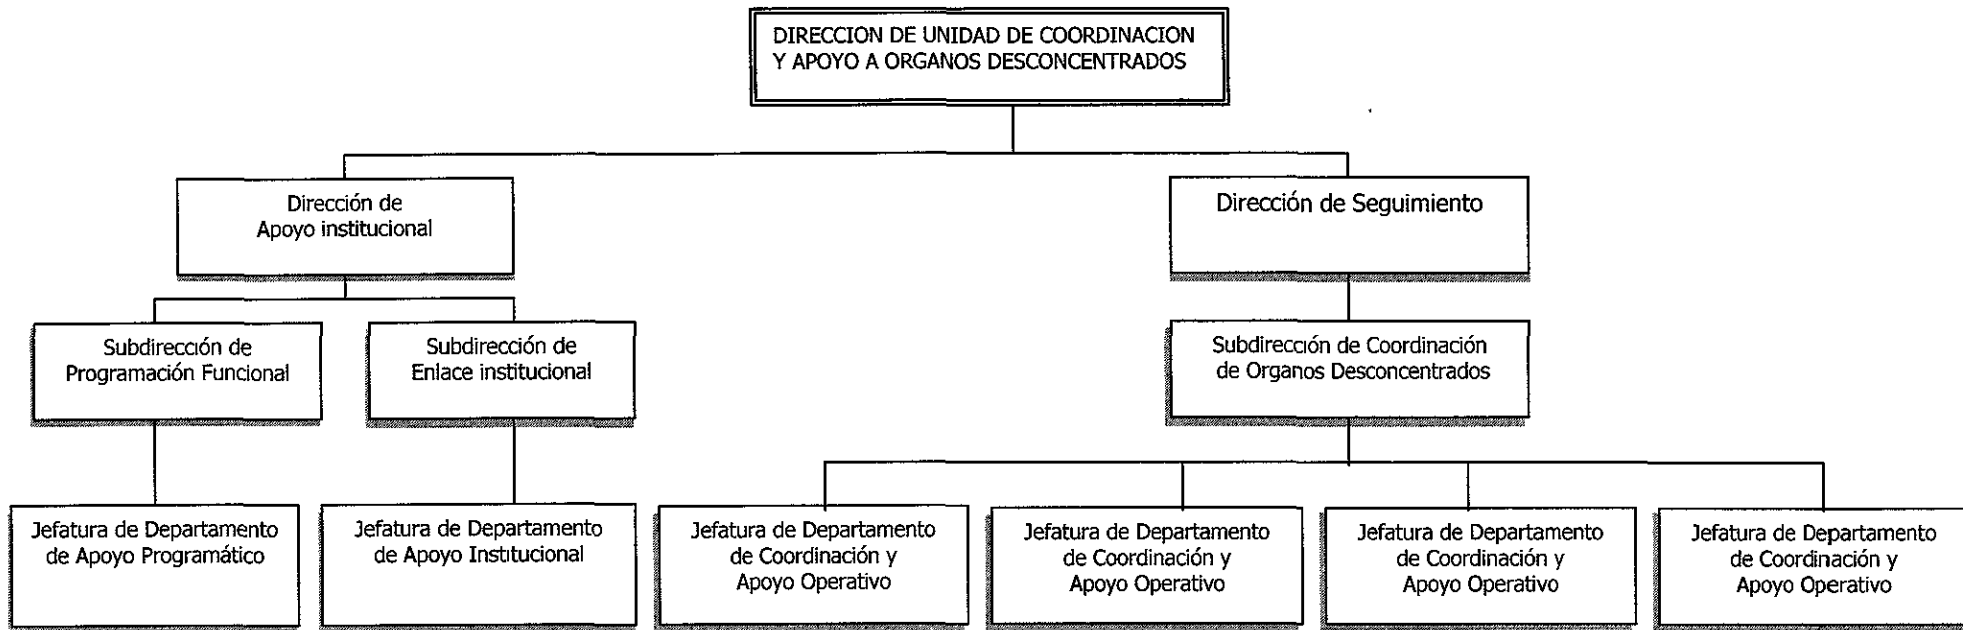 DIRECCION DE UNIDAD DE COORDINACION
Y APOYO A ORGANOS DESCONCENTRADOS
Dirección de
Apoyo institucional
Dirección de Seguimiento
Subdirección de
Programación Funcional
Subdirección de
Enlace institucional
Subdirección de Coordinación
de Organos Desconcentrados
Jefatura de Departamento
de Apoyo Programático
Jefatura de Departamento
de Apoyo Institucional
Jefatura de Departamento
de Coordinación y
Apoyo Operativo
Jefatura de Departamento
de Coordinación y
Apoyo Operativo
Jefatura de Departamento
de Coordinación y
Apoyo Operativo
Jefatura de Departamento
de Coordinación y
Apoyo Operativo